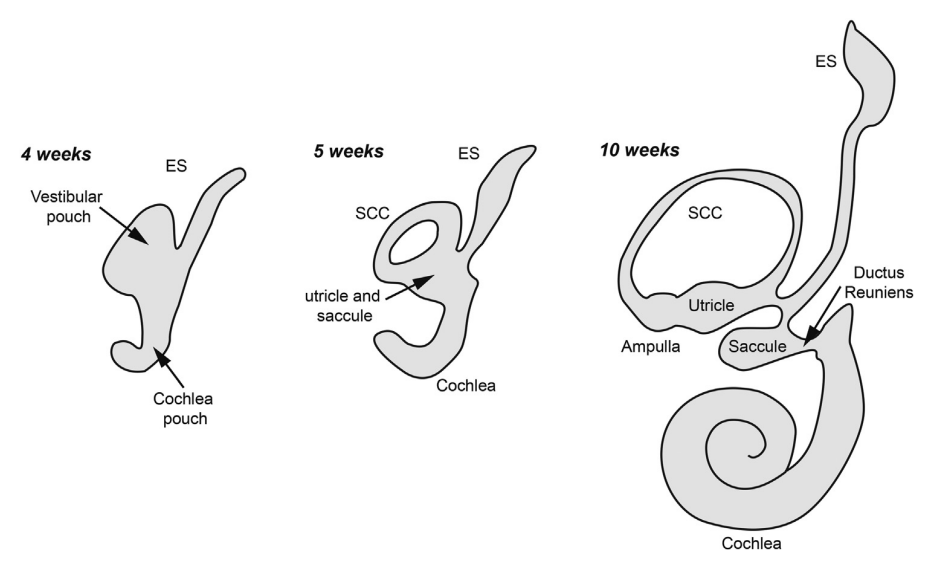 4 weeks
ES
Vestibular
pouch
Cochlea
pouch
5 weeks
ES
SCC
utricle and
saccule
Cochlea
10 weeks
ES
SCC
Ductus
Reuniens
Utricle
Ampulla
Saccule
Cochlea